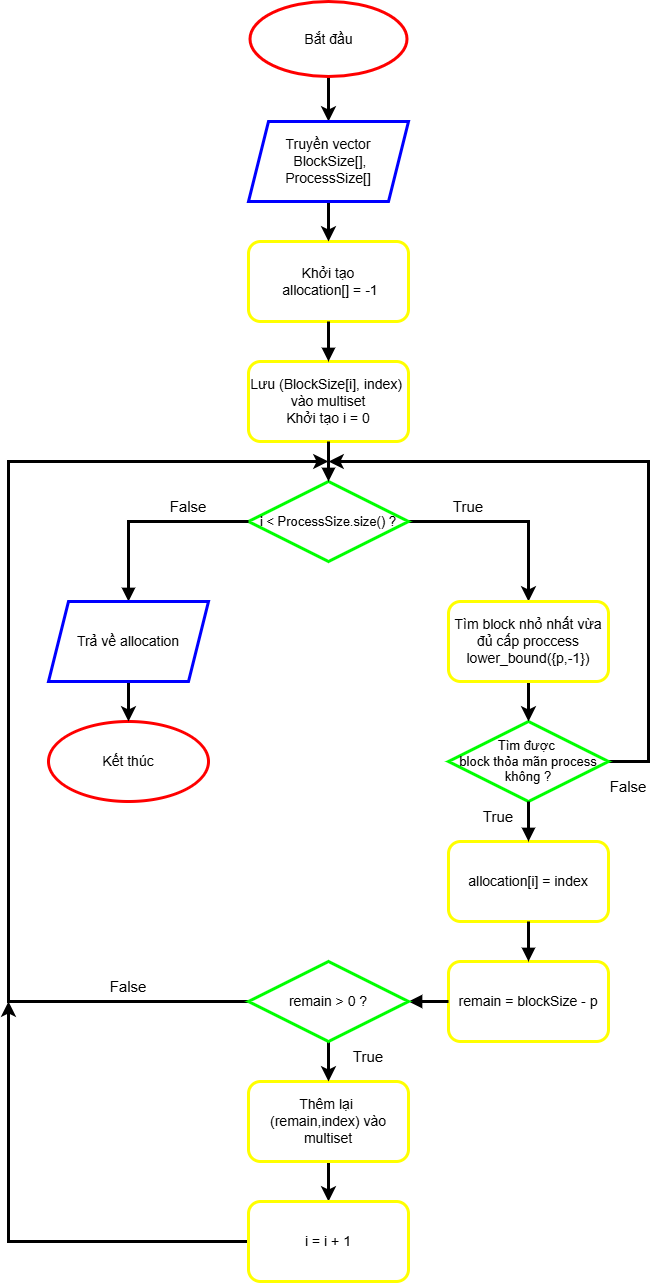 Bắt đầu
Truyền vector
BlockSize[],
ProcessSize[]
Khởi tạo
allocation[] = -1
Lưu (BlockSize[i], index)
vào multiset
Khởi tạo i = 0
False
i < ProcessSize.size() ?
True
Trả về allocation
Tìm block nhỏ nhất vừa
đủ cấp proccess
lower_bound({p,-1})
Kết thúc
Tìm được
block thỏa mãn process
không ?
False
True
allocation[i] = index
False
remain > 0 ?
remain = blockSize - p
True
Thêm lại
(remain,index) vào
multiset
i = i + 1